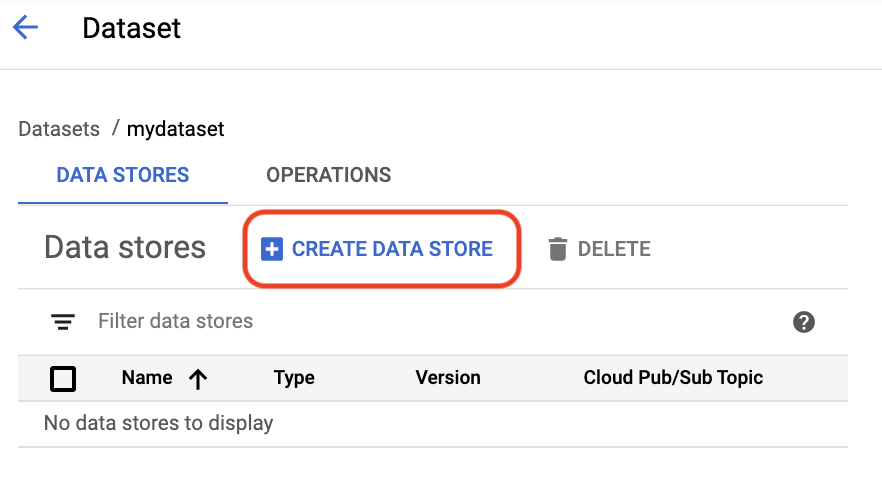 Dataset
Datasets / mydataset
DATA STORES OPERATIONS
Data stores CREATE DATA STORE DELETE
Filter data stores
Name Type Version Cloud Pub/Sub Topic
No data stores to display